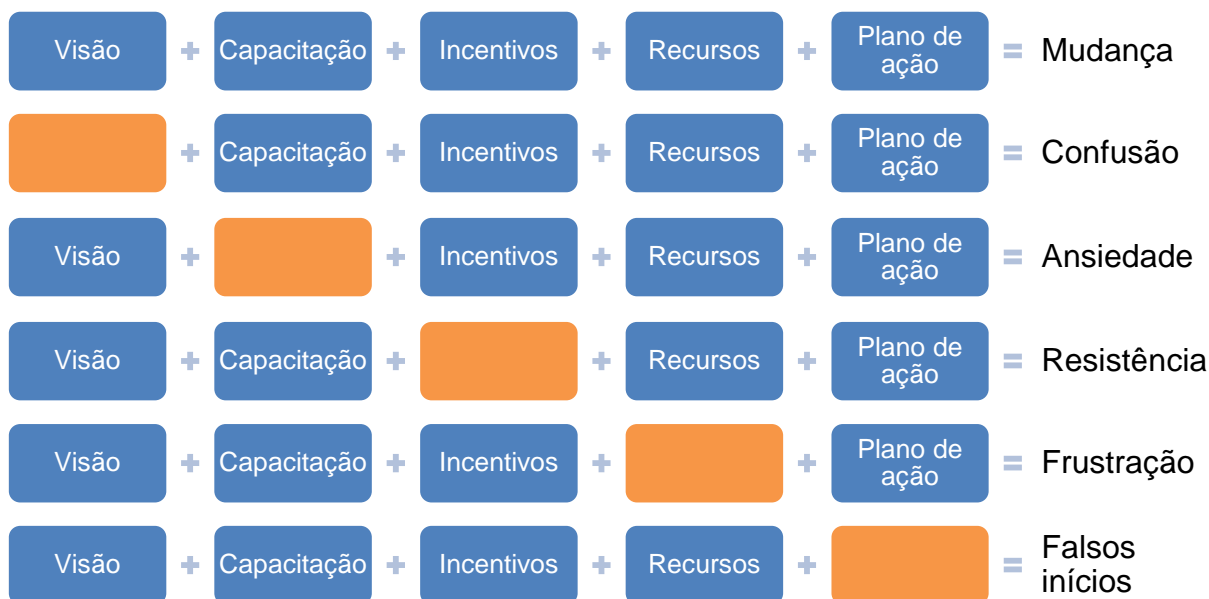 Visão + Capacitação + Incentivos + Recursos + Plano de ação = Mudança
+ Capacitação + Incentivos + Recursos + Plano de ação = Confusão
Visão + + Incentivos + Recursos + Plano de ação = Ansiedade
Visão + Capacitação + + Recursos + Plano de ação = Resistência
Visão + Capacitação + Incentivos + + Plano de ação = Frustração
Visão + Capacitação + Incentivos + Recursos + = Falsos inícios